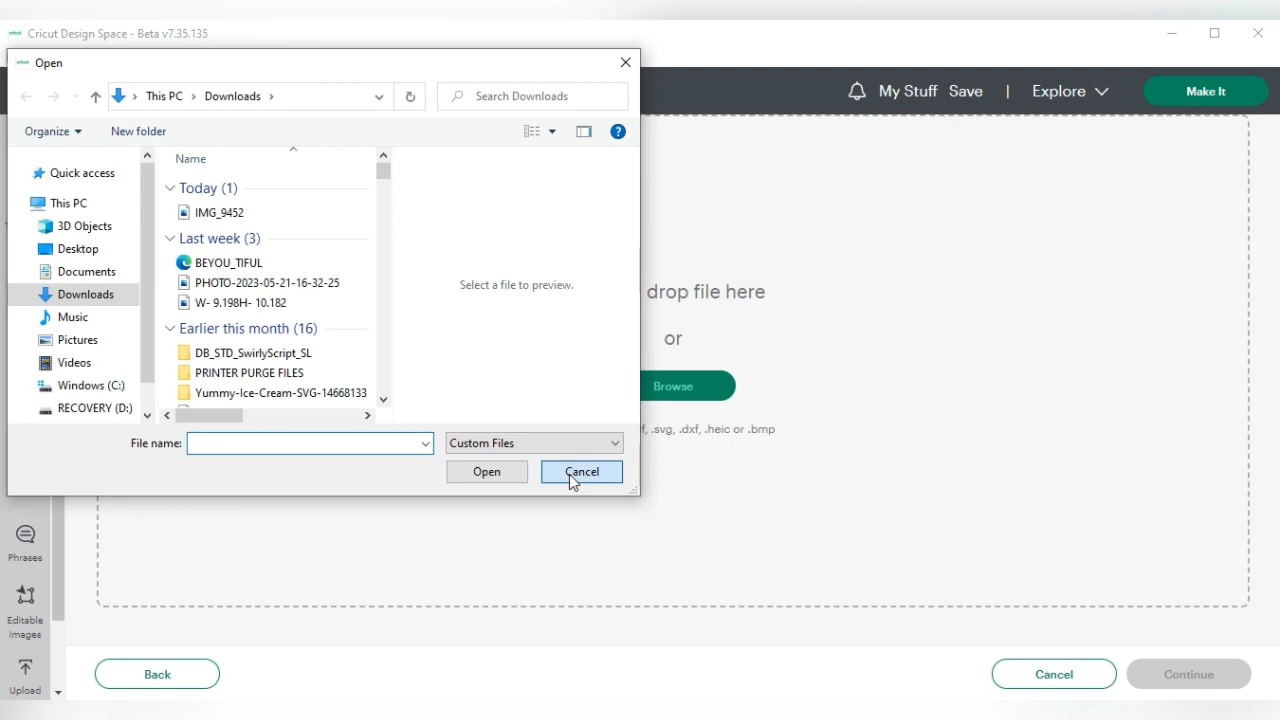 cricut Cricut Design Space - Beta v7.35.135
cricut Open
This PC > Downloads >
Search Downloads
My Stuff Save | Explore
Make It
Organize New folder
?
Name
Quick access
This PC
3D Objects
Desktop
Documents
Downloads
Music
Pictures
Videos
Windows (C:)
RECOVERY (D:)
Today (1)
IMG_9452
Last week (3)
BEYOU_TIFUL
PHOTO-2023-05-21-16-32-25
W- 9.198H- 10.182
Earlier this month (16)
DB_STD_SwirlyScript_SL
PRINTER PURGE FILES
Yummy-Ice-Cream-SVG-14668133
Select a file to preview.
File name:
Custom Files
Open
Cancel
drop file here
or
Browse
.svg, .dxf, .heic or .bmp
Phrases
Editable
Images
Upload
Back
Cancel
Continue